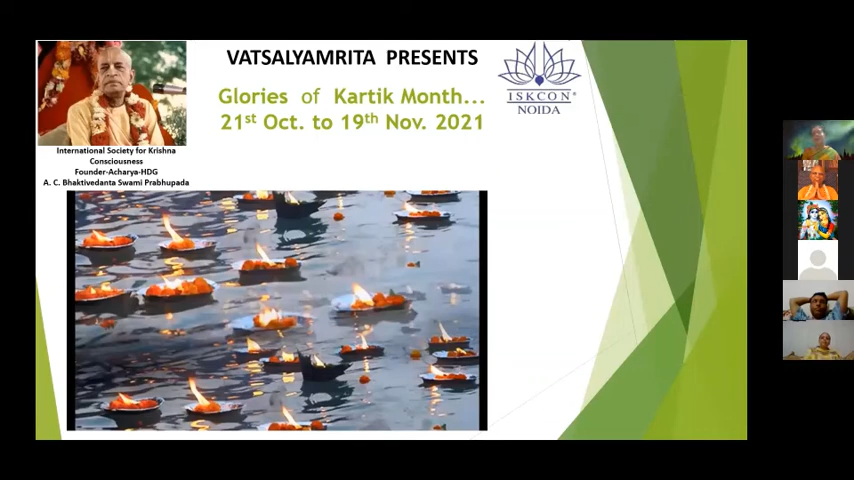 VATSALYAMRITA PRESENTS
Glories of Kartik Month...
21st Oct. to 19th Nov. 2021
ISKCON®
NOIDA
International Society for Krishna
Consciousness
Founder-Acharya-HDG
A. C. Bhaktivedanta Swami Prabhupada